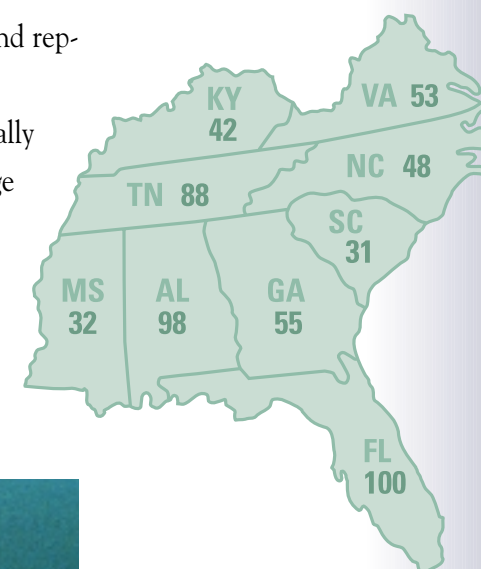 nd rep-
ally
ge
KY
42
VA 53
NC 48
TN 88
SC
31
MS
32
AL
98
GA
55
FL
100